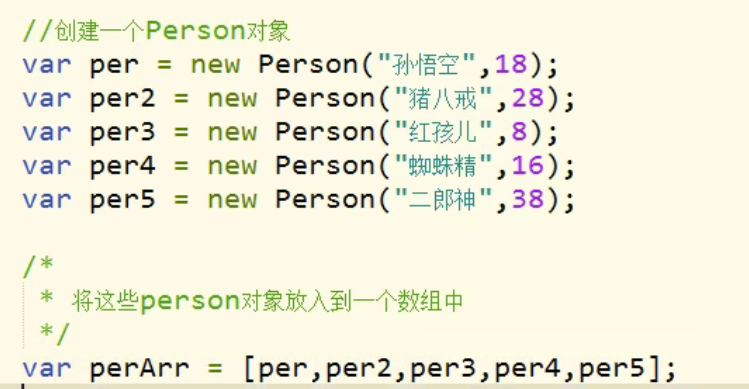 //创建一个Person对象
var per = new Person("孙悟空",18);
var per2 = new Person("猪八戒",28);
var per3 = new Person("红孩儿",8);
var per4 = new Person("蜘蛛精",16);
var per5 = new Person("二郎神",38);
/*
 * 将这些person对象放入到一个数组中
 */
var perArr = [per,per2,per3,per4,per5];